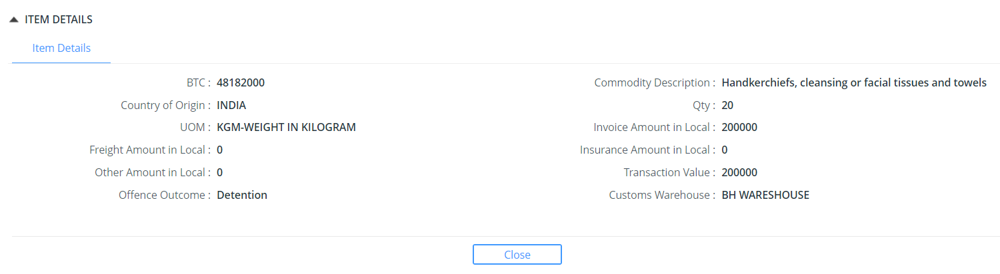 ITEM DETAILS
Item Details
BTC : 48182000 Commodity Description : Handkerchiefs, cleansing or facial tissues and towels
Country of Origin : INDIA Qty : 20
UOM : KGM-WEIGHT IN KILOGRAM Invoice Amount in Local : 200000
Freight Amount in Local : 0 Insurance Amount in Local : 0
Other Amount in Local : 0 Transaction Value : 200000
Offence Outcome : Detention Customs Warehouse : BH WARESHOUSE
Close